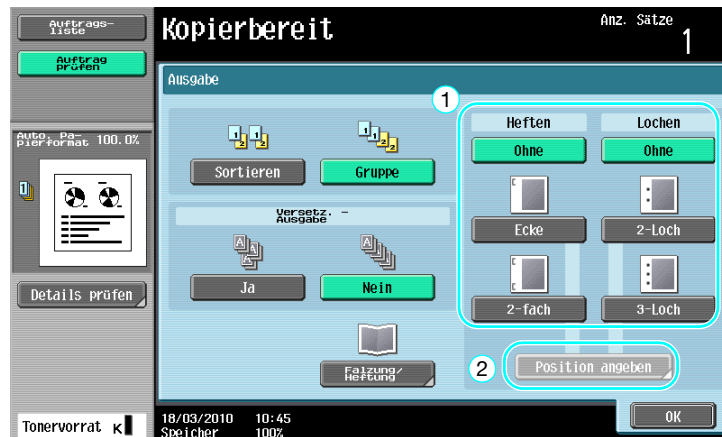 Auftrags-
liste
Auftrag
prüfen
Kopierbereit
Anz. Sätze
1
Ausgabe
1
Auto. Pa-
pierformat 100.0%
1
Sortieren
Gruppe
Versetz. -
Ausgabe
Ja
Nein
Falzung/
Heftung
Heften
Lochen
Ohne
Ohne
Ecke
2-Loch
2-fach
3-Loch
2
Position angeben
Details prüfen
Tonervorrat K
18/03/2010 10:45
Speicher 100%
OK